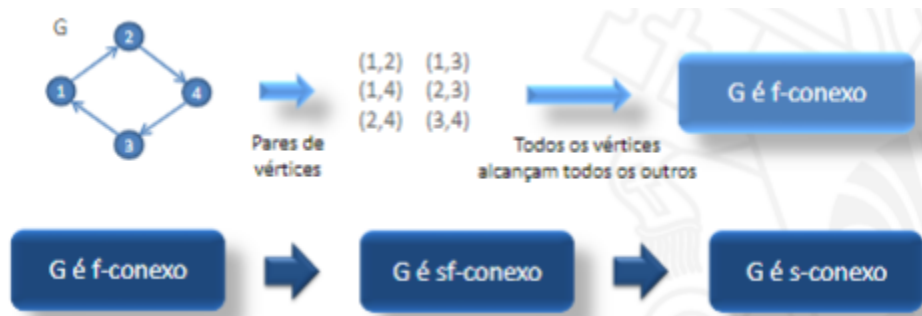 G
2
1
4
3
(1,2) (1,3)
(1,4) (2,3)
(2,4) (3,4)
Pares de
vértices
Todos os vértices
alcançam todos os outros
G é f-conexo
G é f-conexo
G é sf-conexo
G é s-conexo